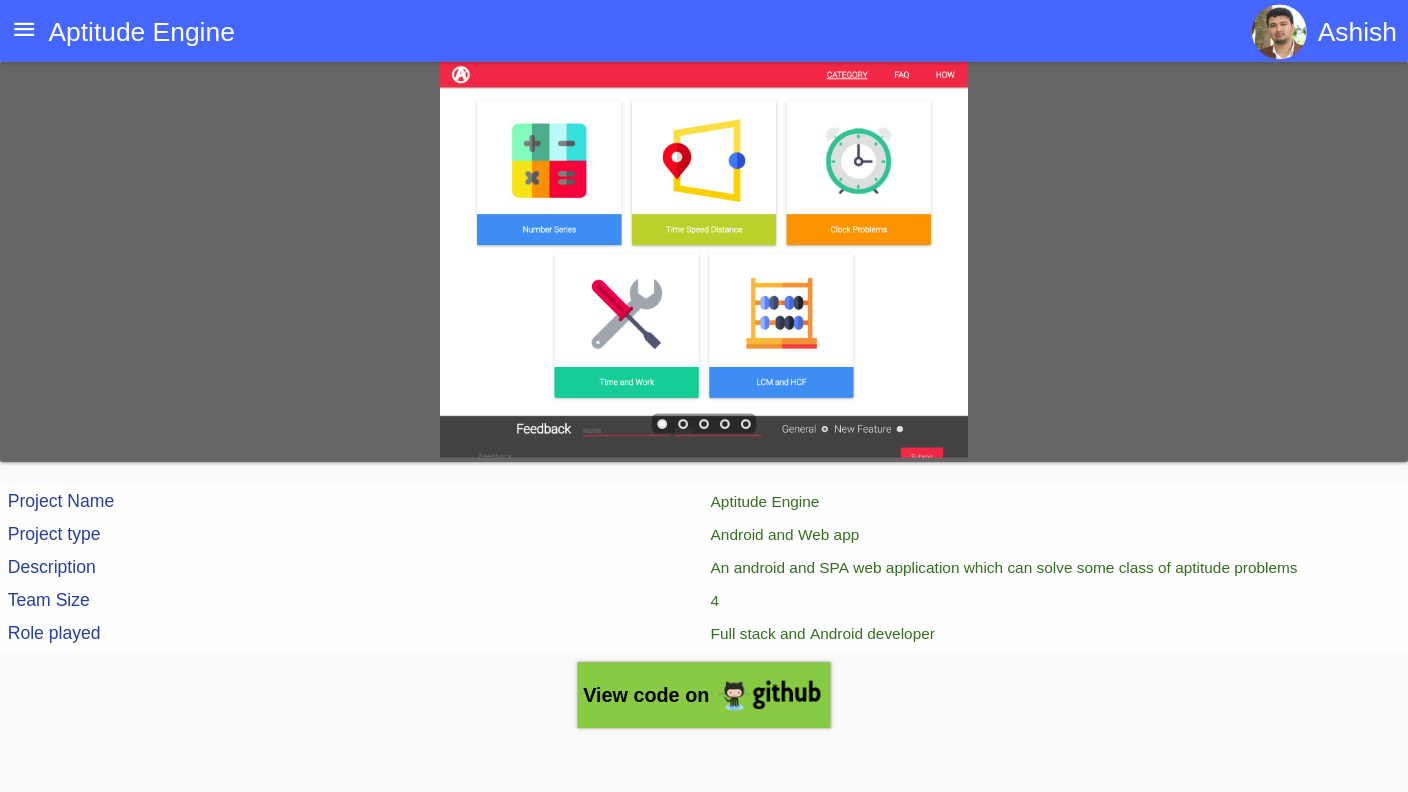 Aptitude Engine
Ashish
CATEGORY FAQ HOW
Number Series
Time Speed Distance
Clock Problems
Time and Work
LCM and HCF
Feedback
Name
General New Feature
Feedback
Submit
Project Name Aptitude Engine
Project type Android and Web app
Description An android and SPA web application which can solve some class of aptitude problems
Team Size 4
Role played Full stack and Android developer
View code on github